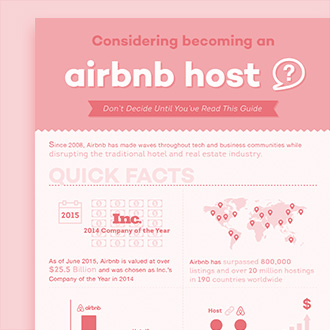 Considering becoming an
airbnb host ?
Don't Decide Until You've Read This Guide
Since 2008, Airbnb has made waves throughout tech and business communities while
disrupting the traditional hotel and real estate industry.
QUICK FACTS
2015
Inc.
2014 Company of the Year
As of June 2015, Airbnb is valued at over
$25.5 Billion and was chosen as Inc.'s
Company of the Year in 2014
Airbnb has surpassed 800,000
listings and over 20 million hostings
in 190 countries worldwide
airbnb
Host airbnb
$